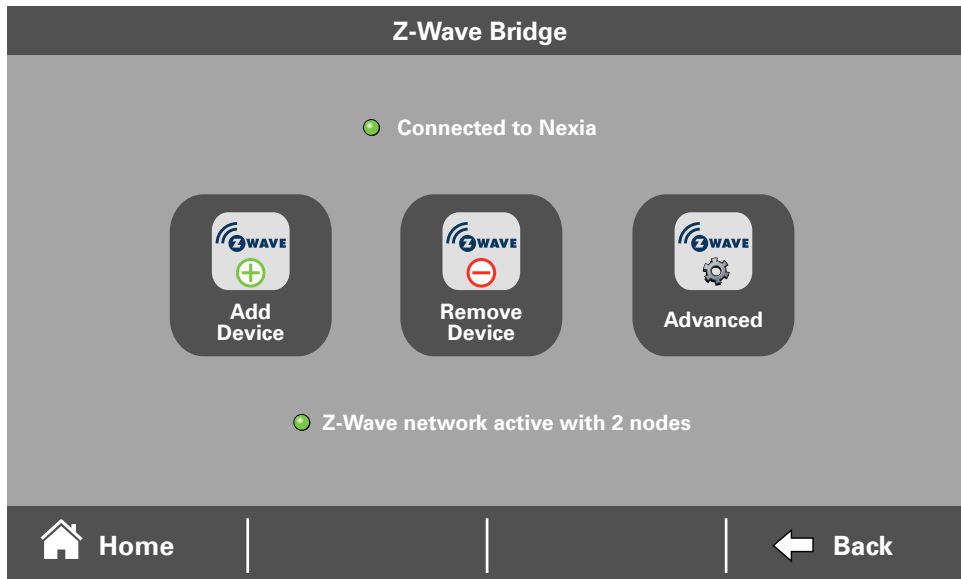 Z-Wave Bridge
Connected to Nexia
Z WAVE
Add
Device
Z WAVE
Remove
Device
Z WAVE
Advanced
Z-Wave network active with 2 nodes
Home
Back